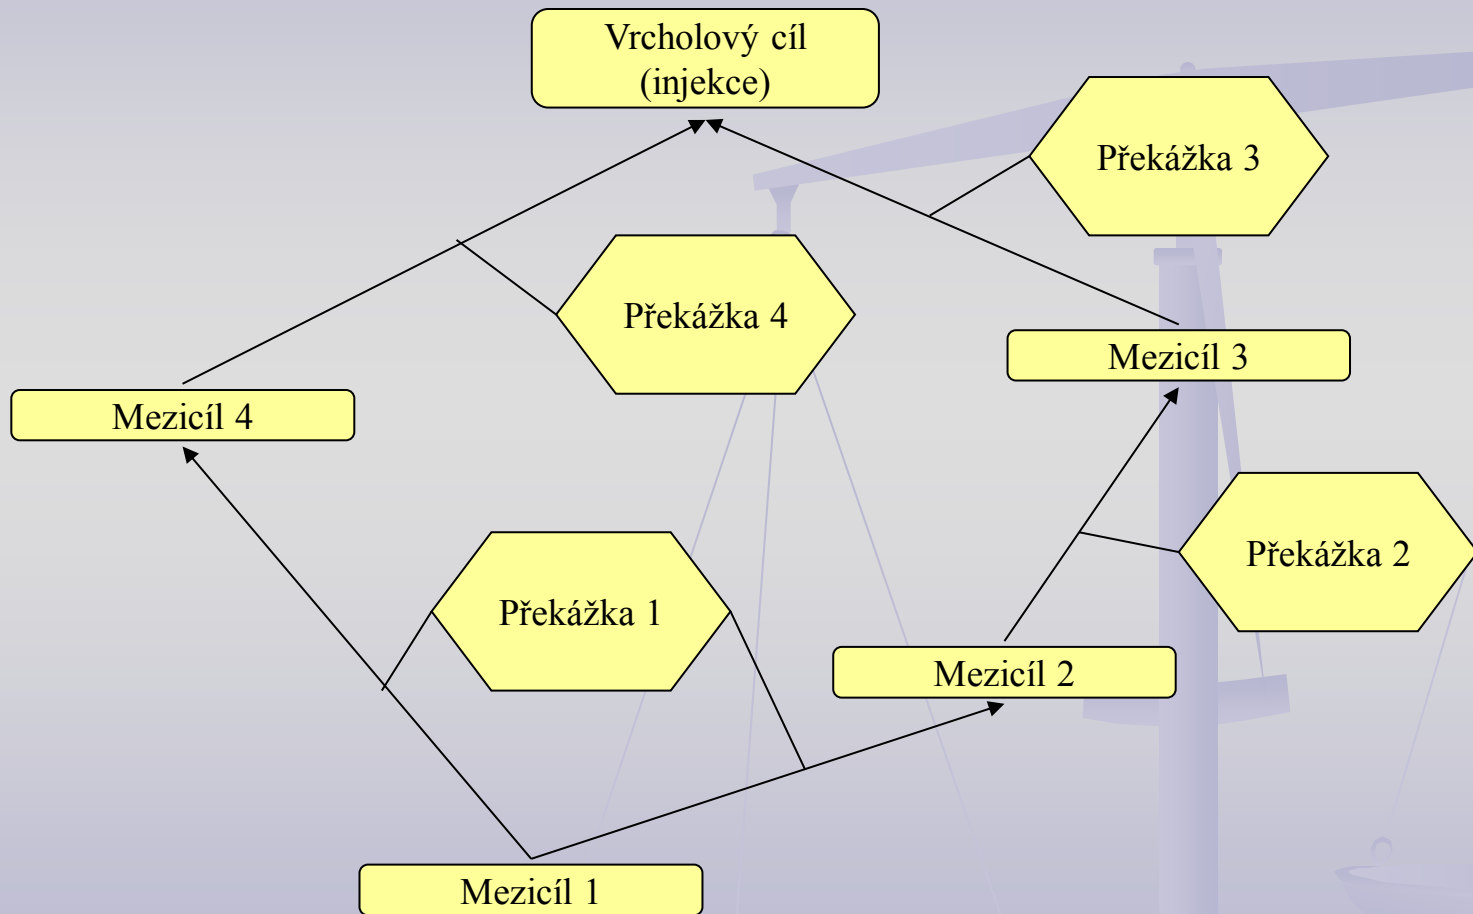 Vrcholový cíl
(injekce)
Překážka 3
Překážka 4
Mezicíl 3
Mezicíl 4
Překážka 2
Překážka 1
Mezicíl 2
Mezicíl 1